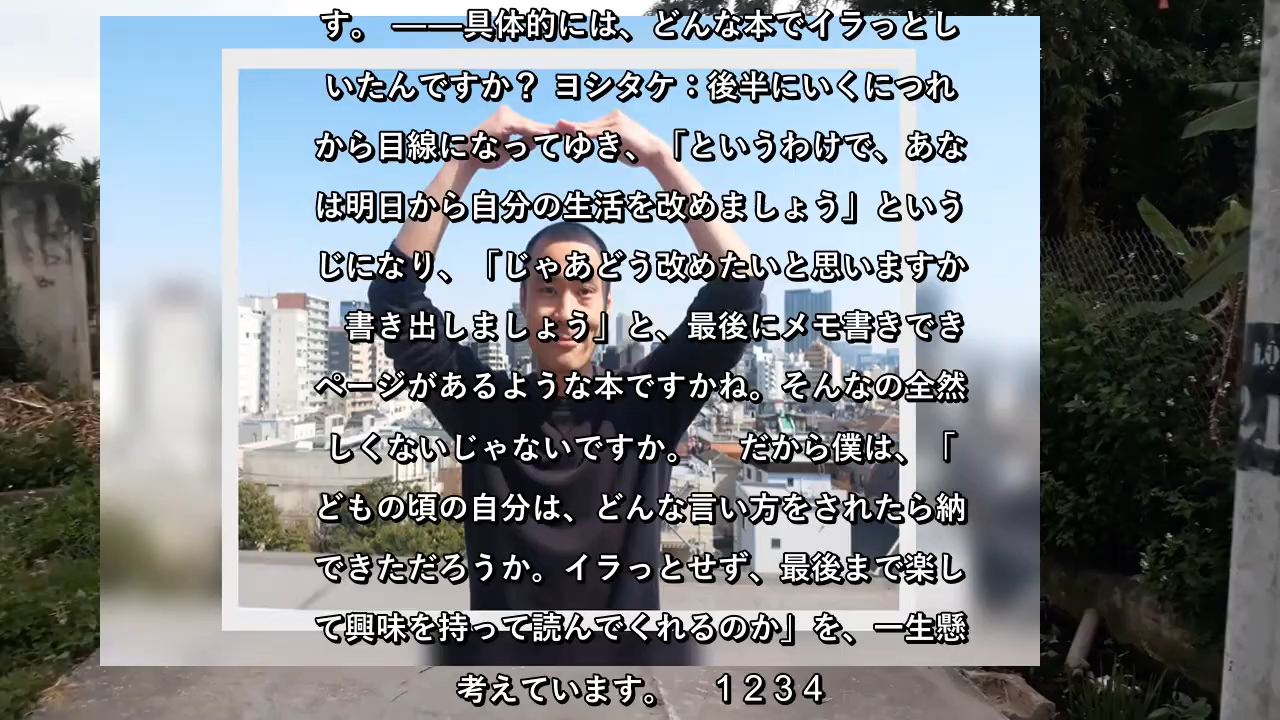 す。 ――具体的には、どんな本でイラっとし
いたんですか？ ヨシタケ：後半にいくにつれ
から目線になってゆき、「というわけで、あな
は明日から自分の生活を改めましょう」という
じになり、「じゃあどう改めたいと思いますか
書き出しましょう」と、最後にメモ書きでき
ページがあるような本ですかね。そんなの全然
しくないじゃないですか。　だから僕は、「
どもの頃の自分は、どんな言い方をされたら納
できただろうか。イラっとせず、最後まで楽し
て興味を持って読んでくれるのか」を、一生懸
考えています。　１２３４